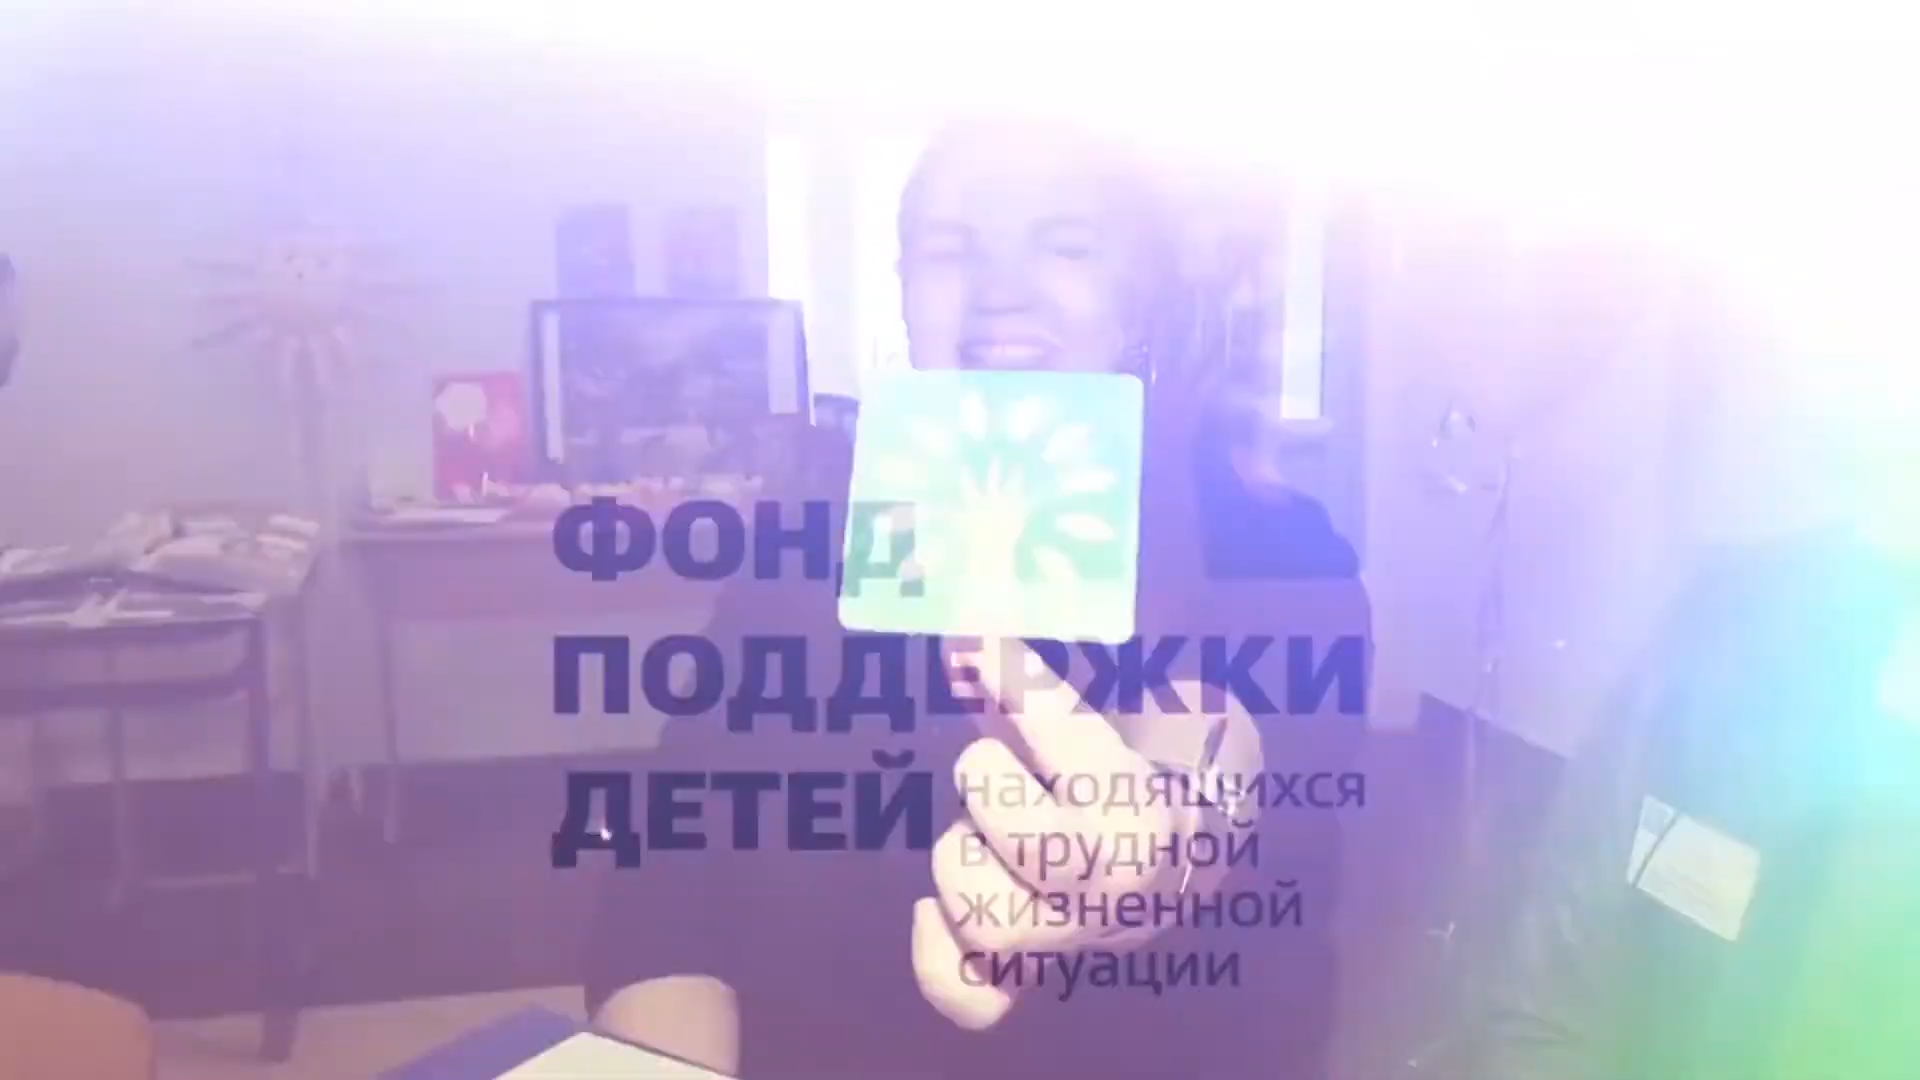 ФОНД
ПОДДЕРЖКИ
ДЕТЕЙ
находящихся
в трудной
жизненной
ситуации